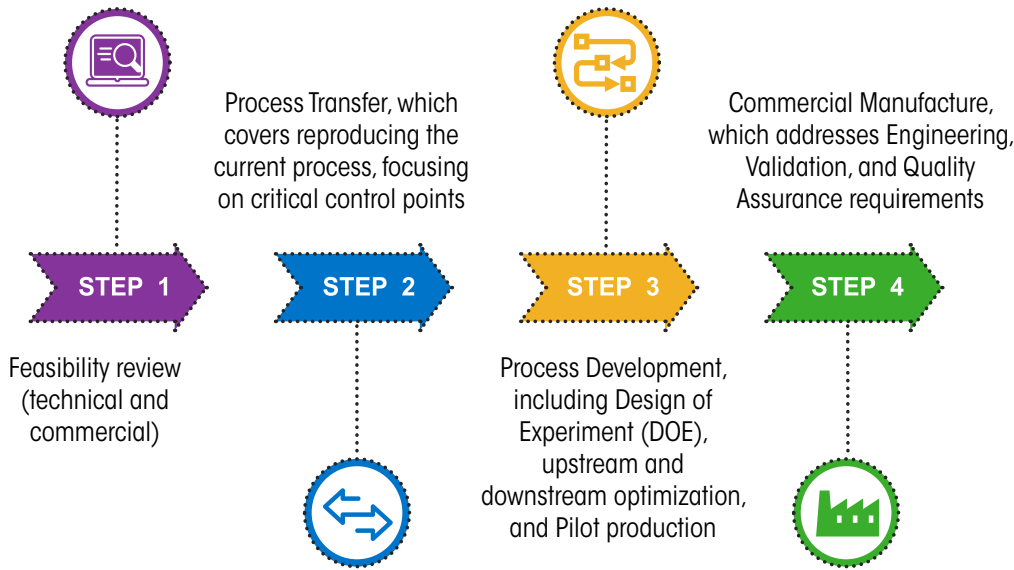 STEP 1
Feasibility review
(technical and
commercial)
Process Transfer, which
covers reproducing the
current process, focusing
on critical control points
STEP 2
STEP 3
Process Development,
including Design of
Experiment (DOE),
upstream and
downstream optimization,
and Pilot production
Commercial Manufacture,
which addresses Engineering,
Validation, and Quality
Assurance requirements
STEP 4